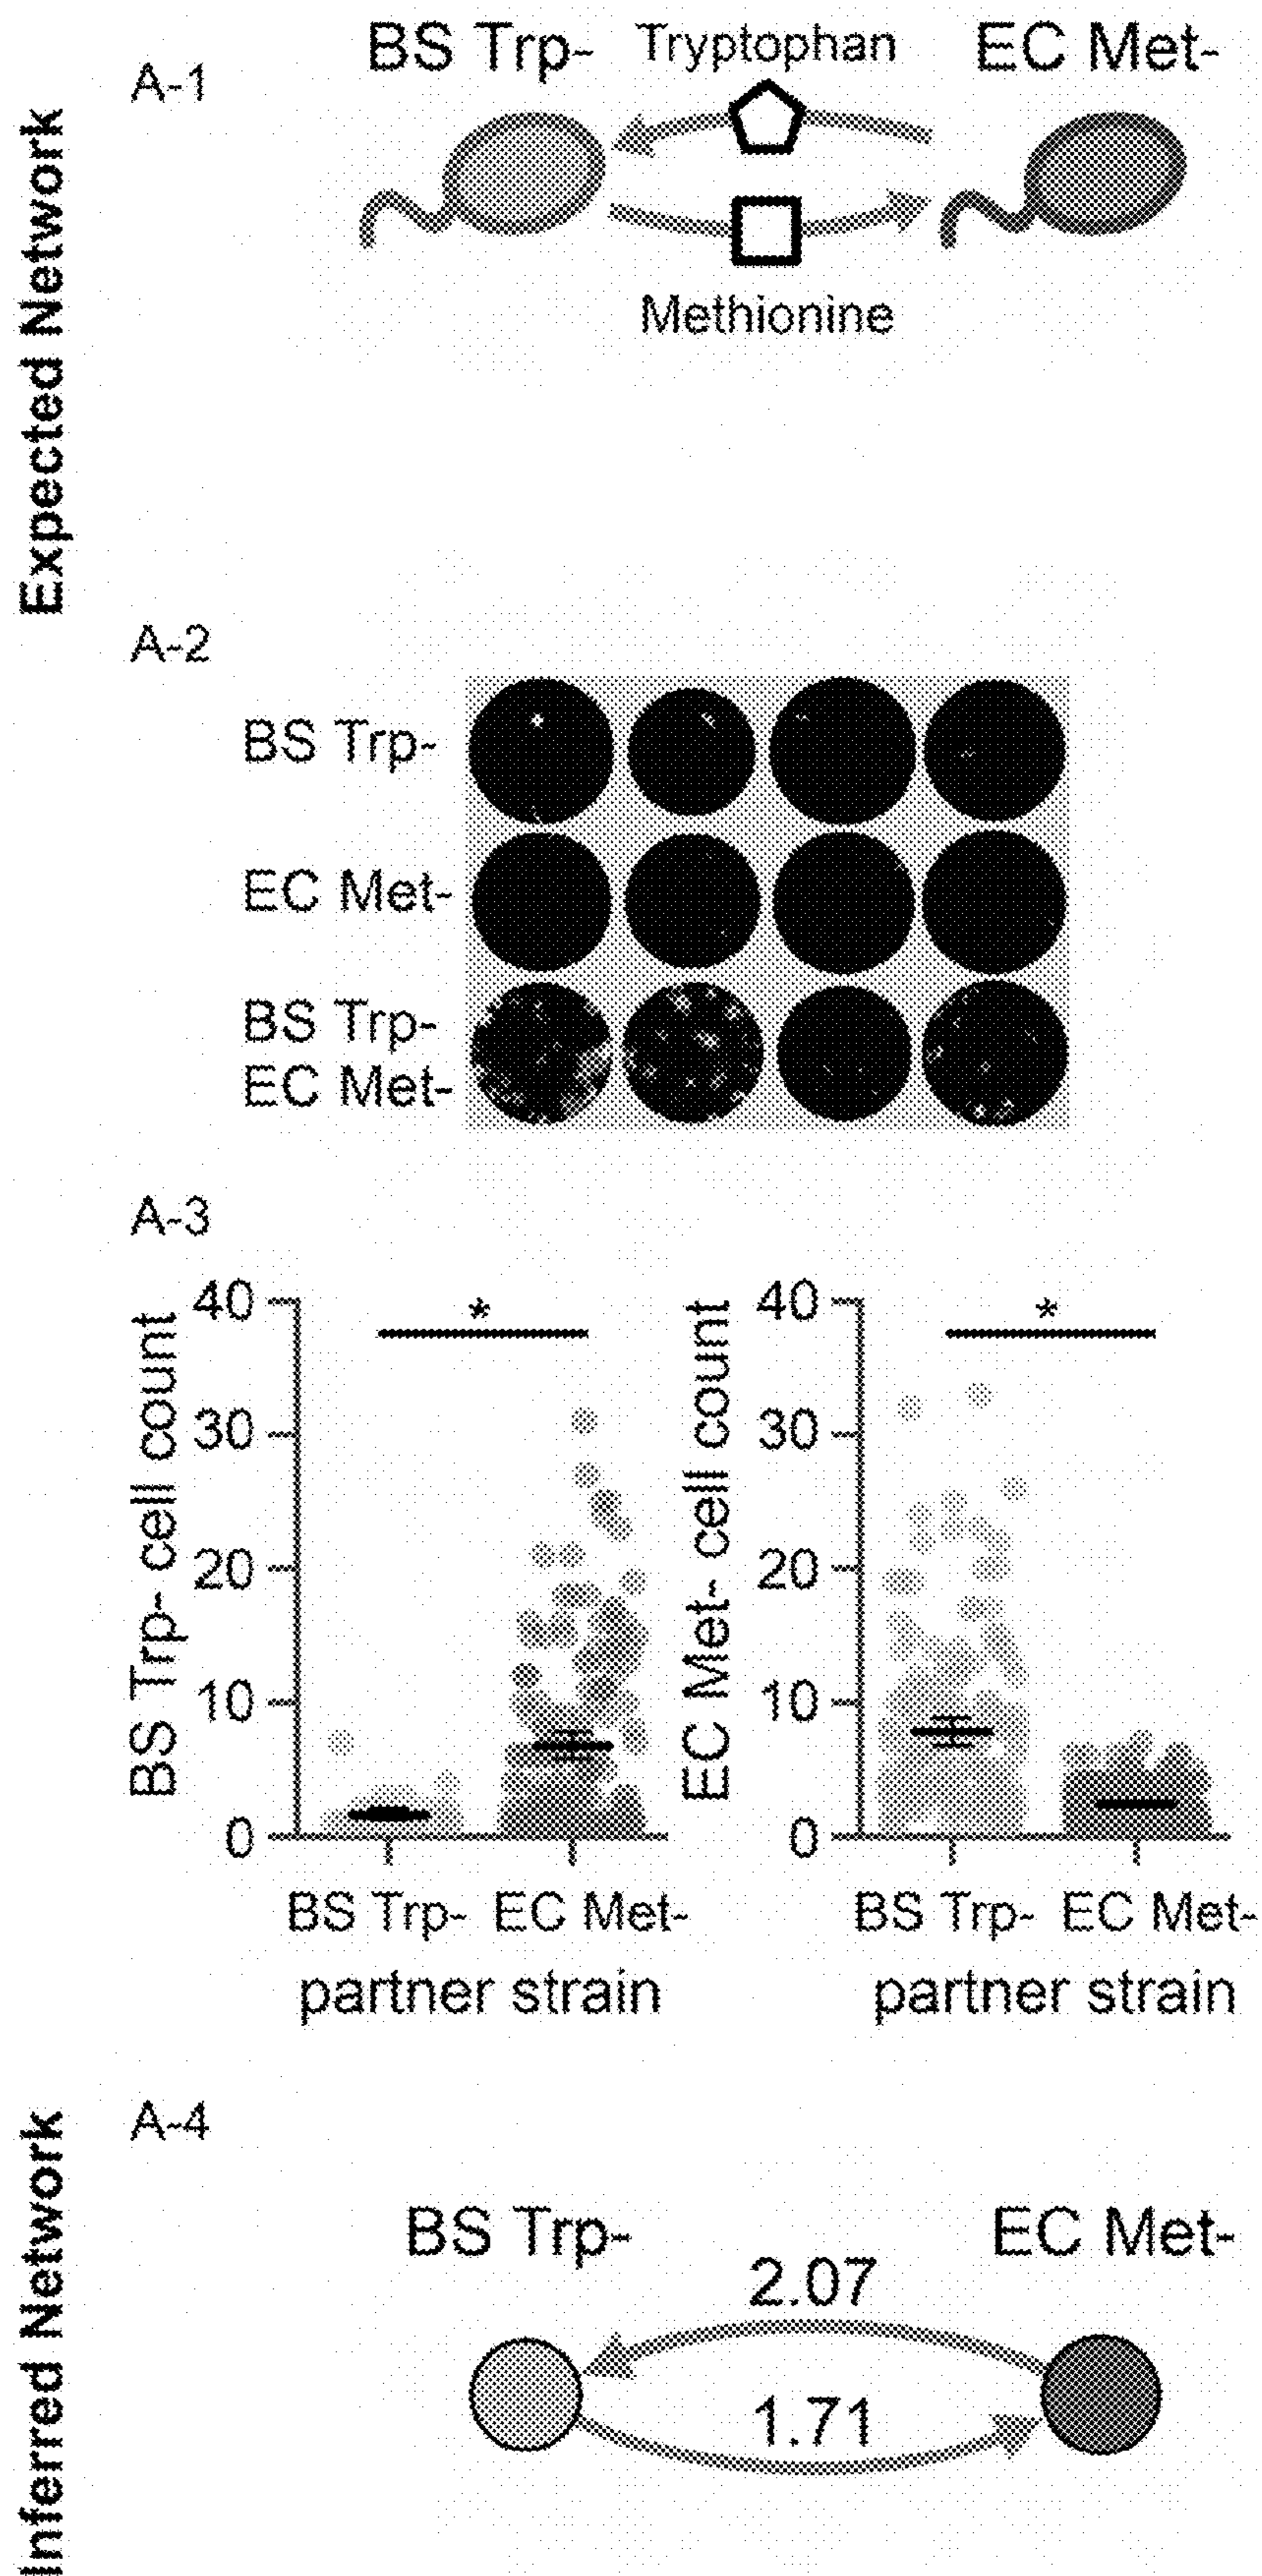 Expected Network
A-1
BS Trp- Tryptophan EC Met-
Methionine
A-2
BS Trp-
EC Met-
BS Trp-
EC Met-
A-3
BS Trp- cell count
40
30
20
10
0
*
BS Trp- EC Met-
partner strain
EC Met- cell count
40
30
20
10
0
*
BS Trp- EC Met-
partner strain
Inferred Network
A-4
BS Trp- EC Met-
2.07
1.71